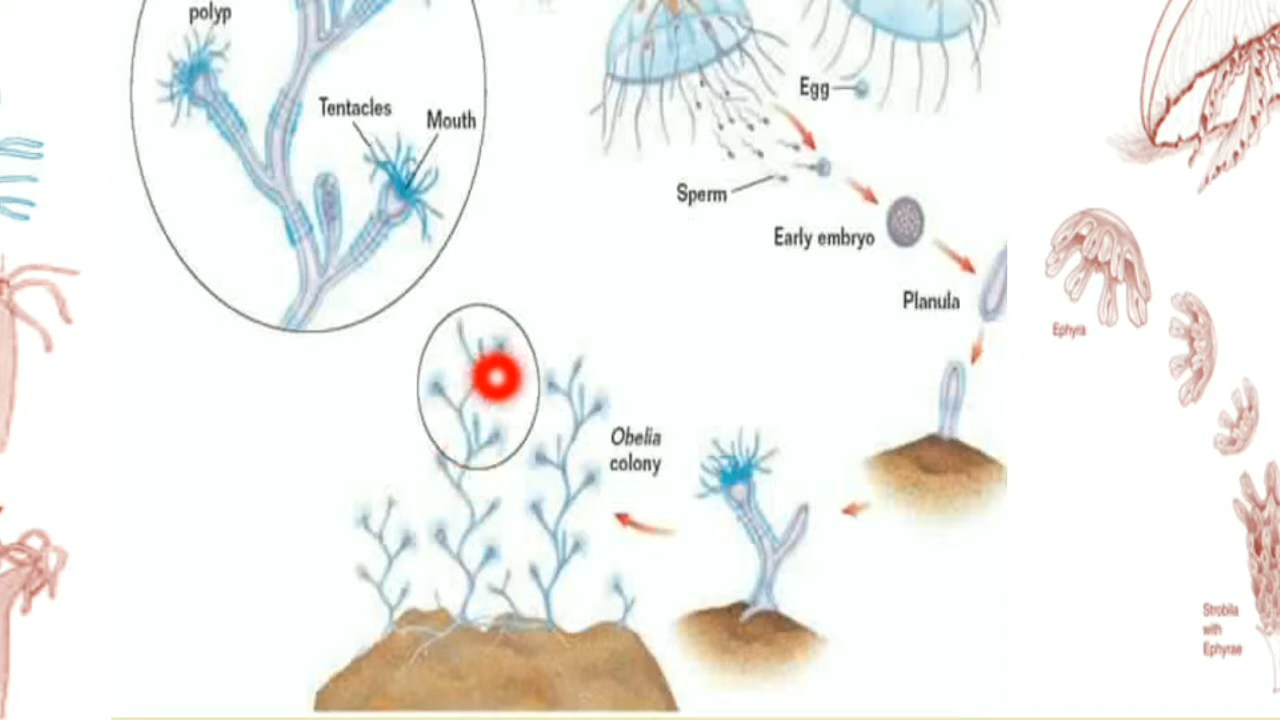 polyp
Tentacles
Mouth
Egg
Sperm
Early embryo
Planula
Ephyra
Obelia
colony
Strobila
with
Ephyrae